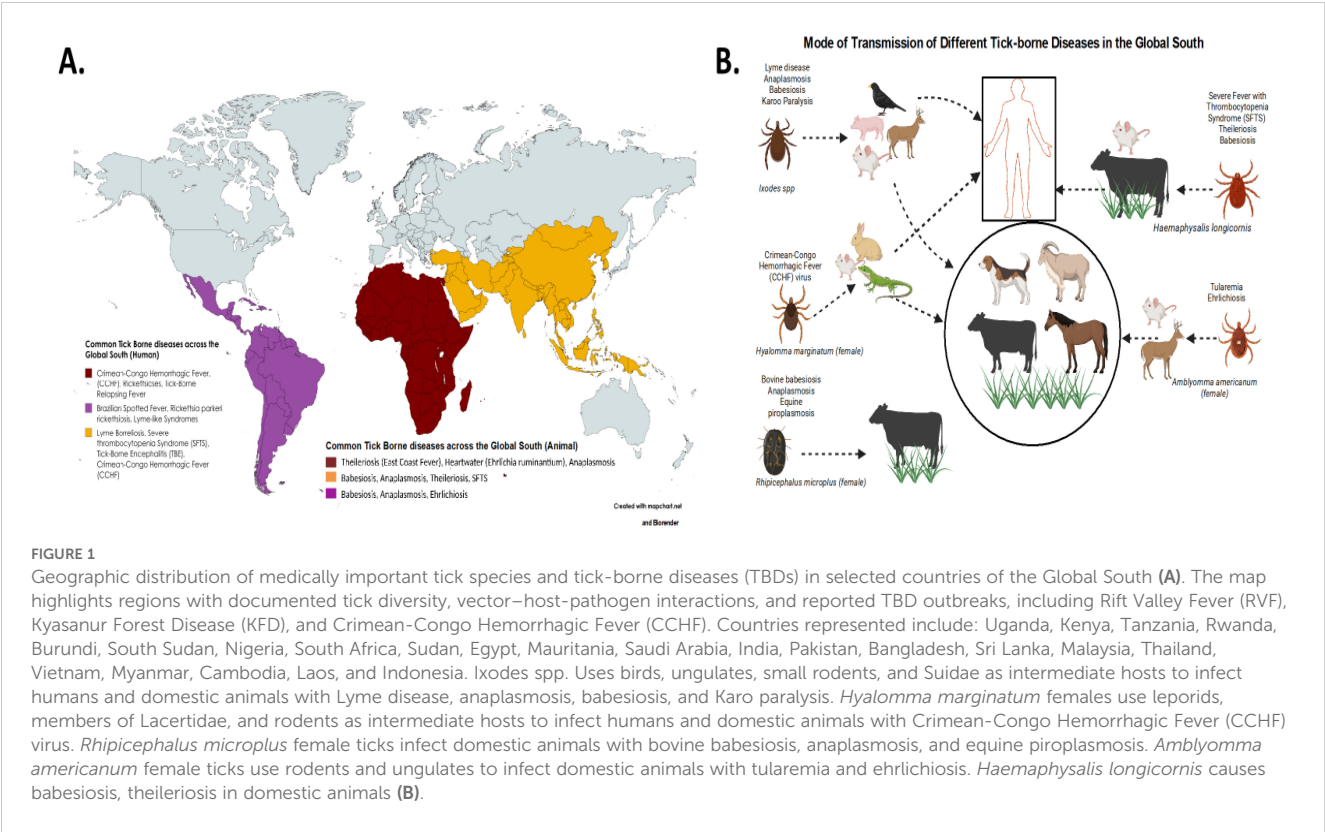 A.
Common Tick Borne diseases across the
Global South (Human)
Crimean-Congo Hemorrhagic Fever,
(CCHF), Rickettsioses, Tick-Borne
Relapsing Fever
Brazilian Spotted Fever, Rickettsia parkeri
rickettsiosis, Lyme-like Syndromes
Lyme Borreliosis, Severe
thrombocytopenia Syndrome (SFTS),
Tick-Borne Encephalitis (TBE),
Crimean-Congo Hemorrhagic Fever
(CCHF)
Common Tick Borne diseases across the Global South (Animal)
Theileriosis (East Coast Fever), Heartwater (Ehrlichia ruminantium), Anaplasmosis
Babesiosis, Anaplasmosis, Theileriosis, SFTS
Babesiosis, Anaplasmosis, Ehrlichiosis
Created with mapchart.net
and Biorender
B.
Mode of Transmission of Different Tick-borne Diseases in the Global South
Lyme disease
Anaplasmosis
Babesiosis
Karoo Paralysis
Ixodes spp
Crimean-Congo
Hemorrhagic Fever
(CCHF) virus
Hyalomma marginatum (female)
Bovine babesiosis
Anaplasmosis
Equine
piroplasmosis
Rhipicephalus microplus (female)
Severe Fever with
Thrombocytopenia
Syndrome (SFTS)
Theileriosis
Babesiosis
Haemaphysalis longicornis
Tularemia
Ehrlichiosis
Amblyomma americanum
(female)
FIGURE 1
Geographic distribution of medically important tick species and tick-borne diseases (TBDs) in selected countries of the Global South (A). The map
highlights regions with documented tick diversity, vector–host-pathogen interactions, and reported TBD outbreaks, including Rift Valley Fever (RVF),
Kyasanur Forest Disease (KFD), and Crimean-Congo Hemorrhagic Fever (CCHF). Countries represented include: Uganda, Kenya, Tanzania, Rwanda,
Burundi, South Sudan, Nigeria, South Africa, Sudan, Egypt, Mauritania, Saudi Arabia, India, Pakistan, Bangladesh, Sri Lanka, Malaysia, Thailand,
Vietnam, Myanmar, Cambodia, Laos, and Indonesia. Ixodes spp. Uses birds, ungulates, small rodents, and Suidae as intermediate hosts to infect
humans and domestic animals with Lyme disease, anaplasmosis, babesiosis, and Karo paralysis. Hyalomma marginatum females use leporids,
members of Lacertidae, and rodents as intermediate hosts to infect humans and domestic animals with Crimean-Congo Hemorrhagic Fever (CCHF)
virus. Rhipicephalus microplus female ticks infect domestic animals with bovine babesiosis, anaplasmosis, and equine piroplasmosis. Amblyomma
americanum female ticks use rodents and ungulates to infect domestic animals with tularemia and ehrlichiosis. Haemaphysalis longicornis causes
babesiosis, theileriosis in domestic animals (B).